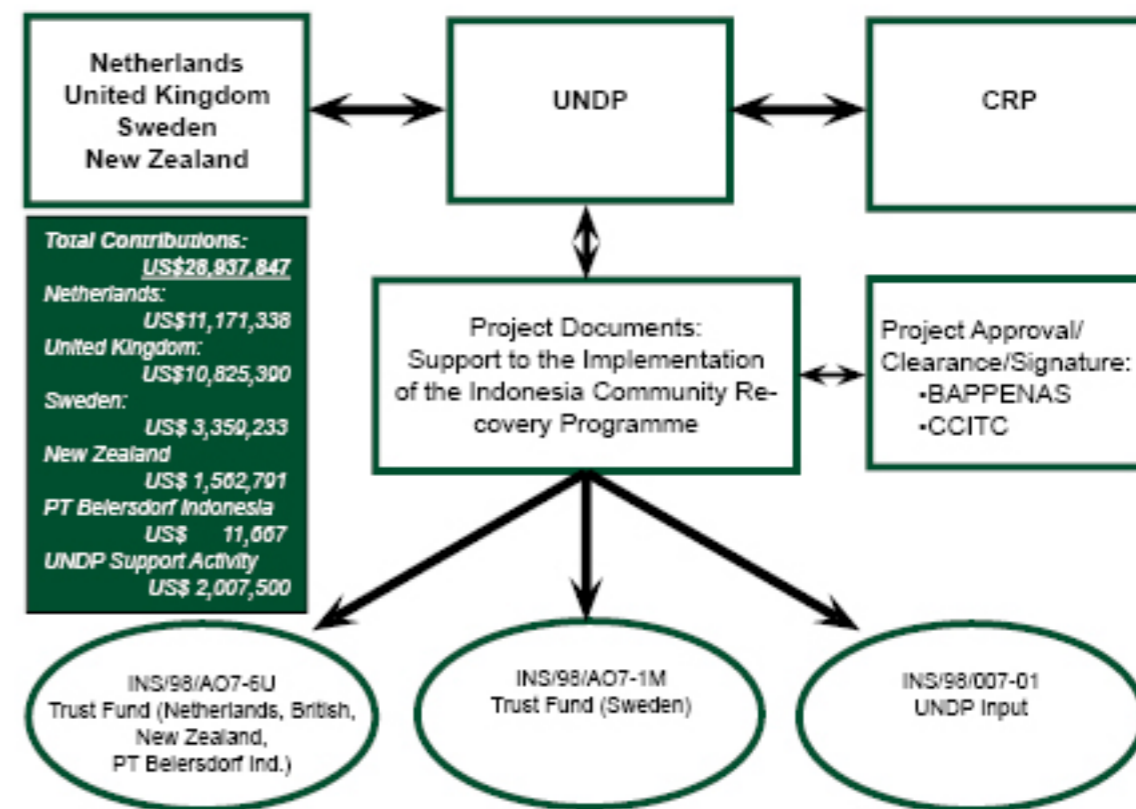 Netherlands
United Kingdom
Sweden
New Zealand
UNDP
CRP
Total Contributions:
US$28,937,847
Netherlands:
US$11,171,338
United Kingdom:
US$10,825,390
Sweden:
US$ 3,359,233
New Zealand
US$ 1,562,791
PT Beiersdorf Indonesia
US$ 11,667
UNDP Support Activity
US$ 2,007,500
Project Documents:
Support to the Implementation
of the Indonesia Community Re-
covery Programme
Project Approval/
Clearance/Signature:
•BAPPENAS
•CCITC
INS/98/AO7-6U
Trust Fund (Netherlands, British,
New Zealand,
PT Beiersdorf Ind.)
INS/98/AO7-1M
Trust Fund (Sweden)
INS/98/007-01
UNDP Input